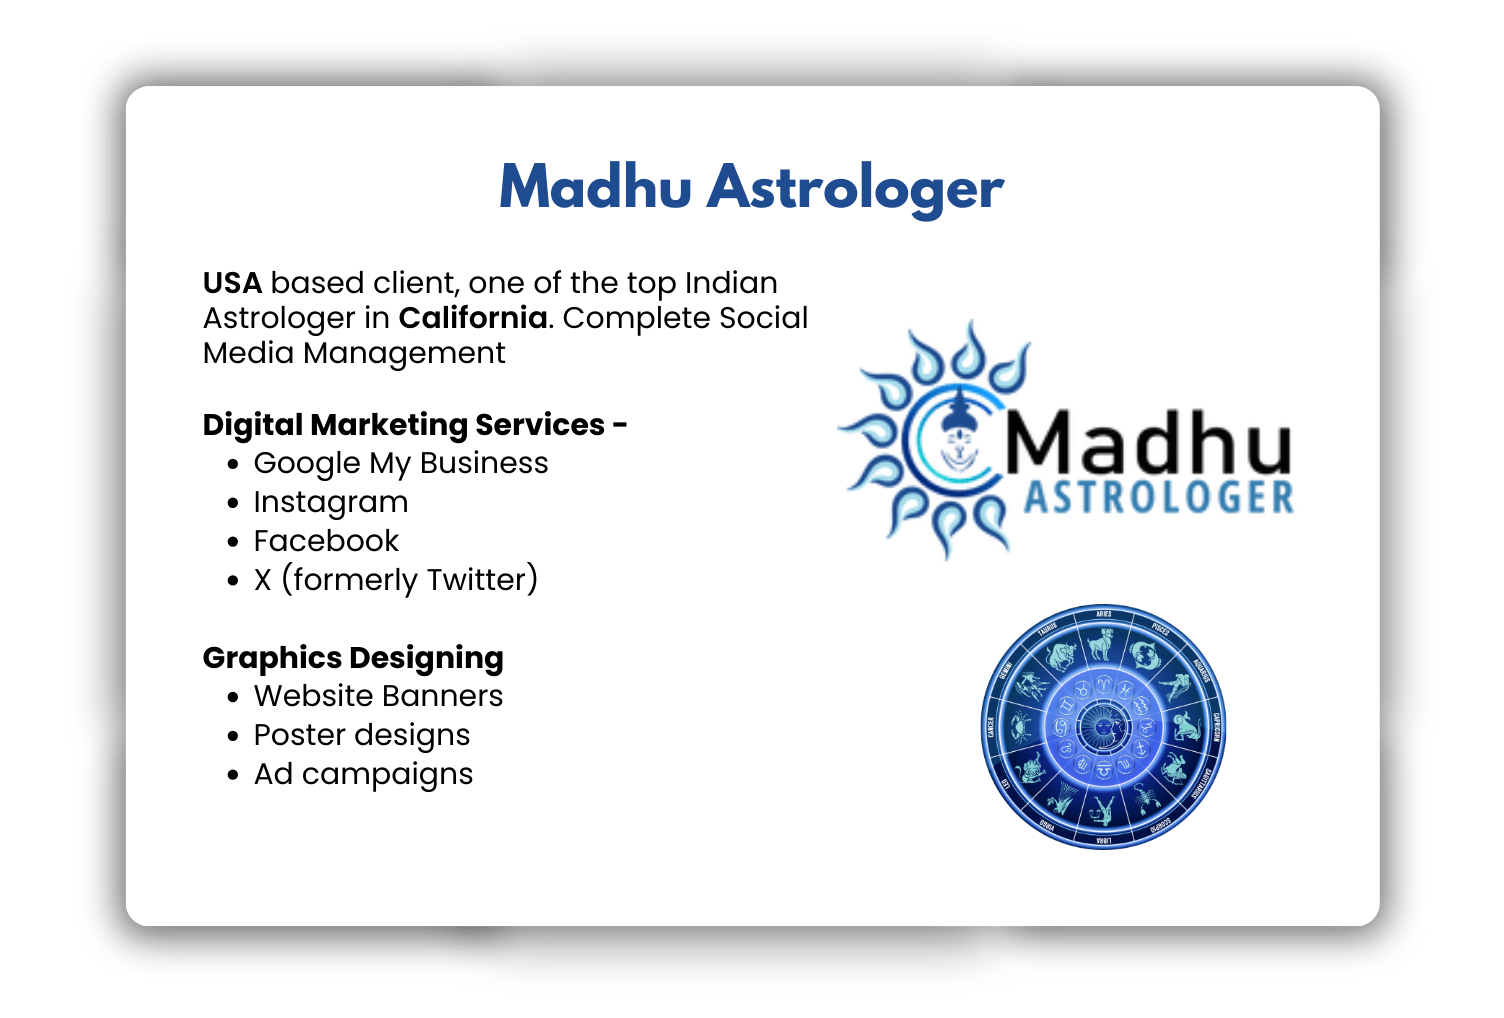 Madhu Astrologer
USA based client, one of the top Indian
Astrologer in California. Complete Social
Media Management
Digital Marketing Services -
• Google My Business
• Instagram
• Facebook
• X (formerly Twitter)
Graphics Designing
• Website Banners
• Poster designs
• Ad campaigns
Madhu
ASTROLOGER
ARIES
PISCES
AQUARIUS
CAPRICORN
SAGITTARIUS
SCORPIO
LIBRA
VIRGO
LEO
CANCER
GEMINI
TAURUS